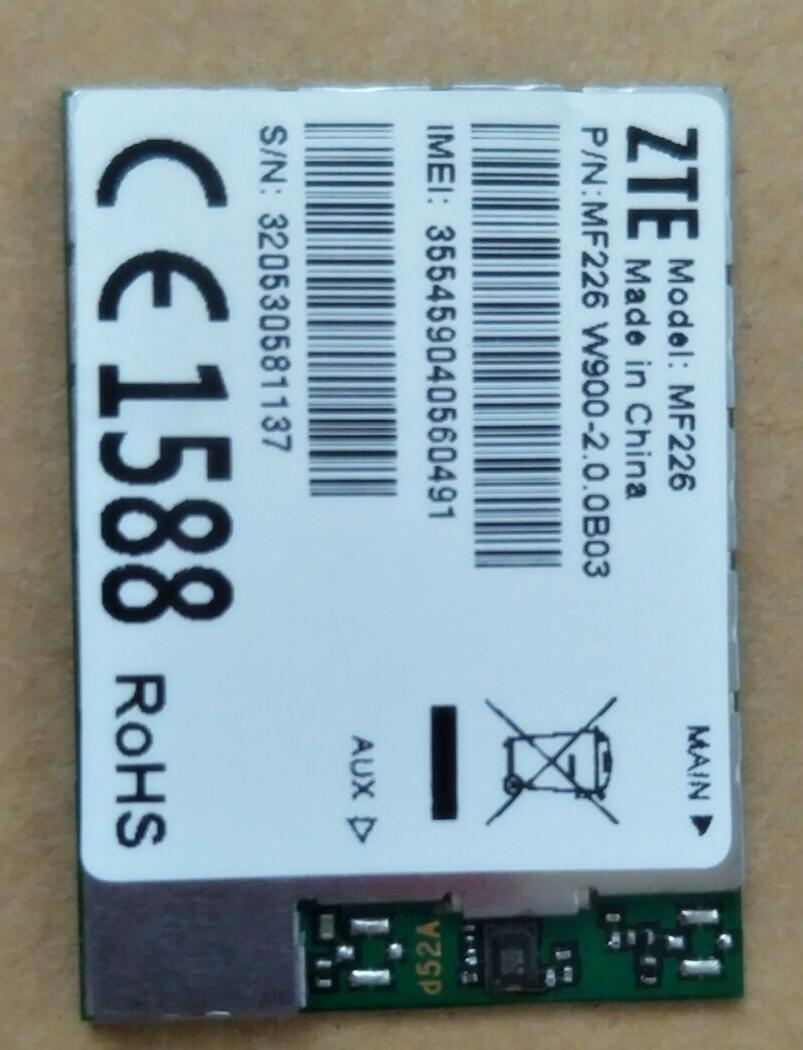 ZTE Model: MF226
Made in China
P/N:MF226 W900-2.0.0B03
IMEI: 355459040560491
S/N: 320530581137
CE1588 RoHS
MAIN
AUX
d52A